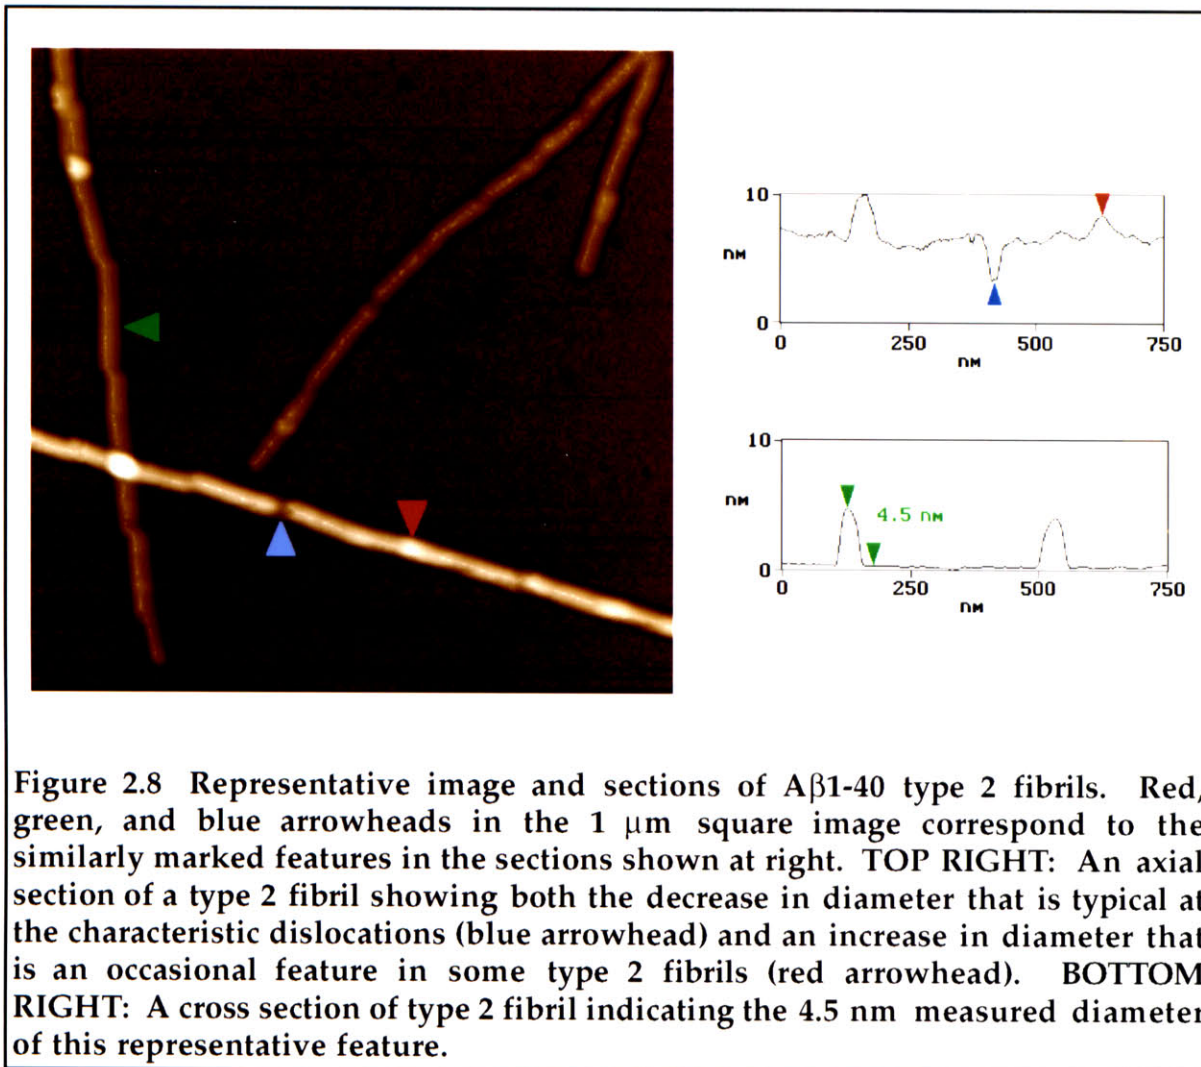 10
nm
0
0 250 500 750
nm
10
nm
4.5 nm
0
0 250 500 750
nm
Figure 2.8 Representative image and sections of Aβ1-40 type 2 fibrils. Red,
green, and blue arrowheads in the 1 μm square image correspond to the
similarly marked features in the sections shown at right. TOP RIGHT: An axial
section of a type 2 fibril showing both the decrease in diameter that is typical at
the characteristic dislocations (blue arrowhead) and an increase in diameter that
is an occasional feature in some type 2 fibrils (red arrowhead). BOTTOM
RIGHT: A cross section of type 2 fibril indicating the 4.5 nm measured diameter
of this representative feature.